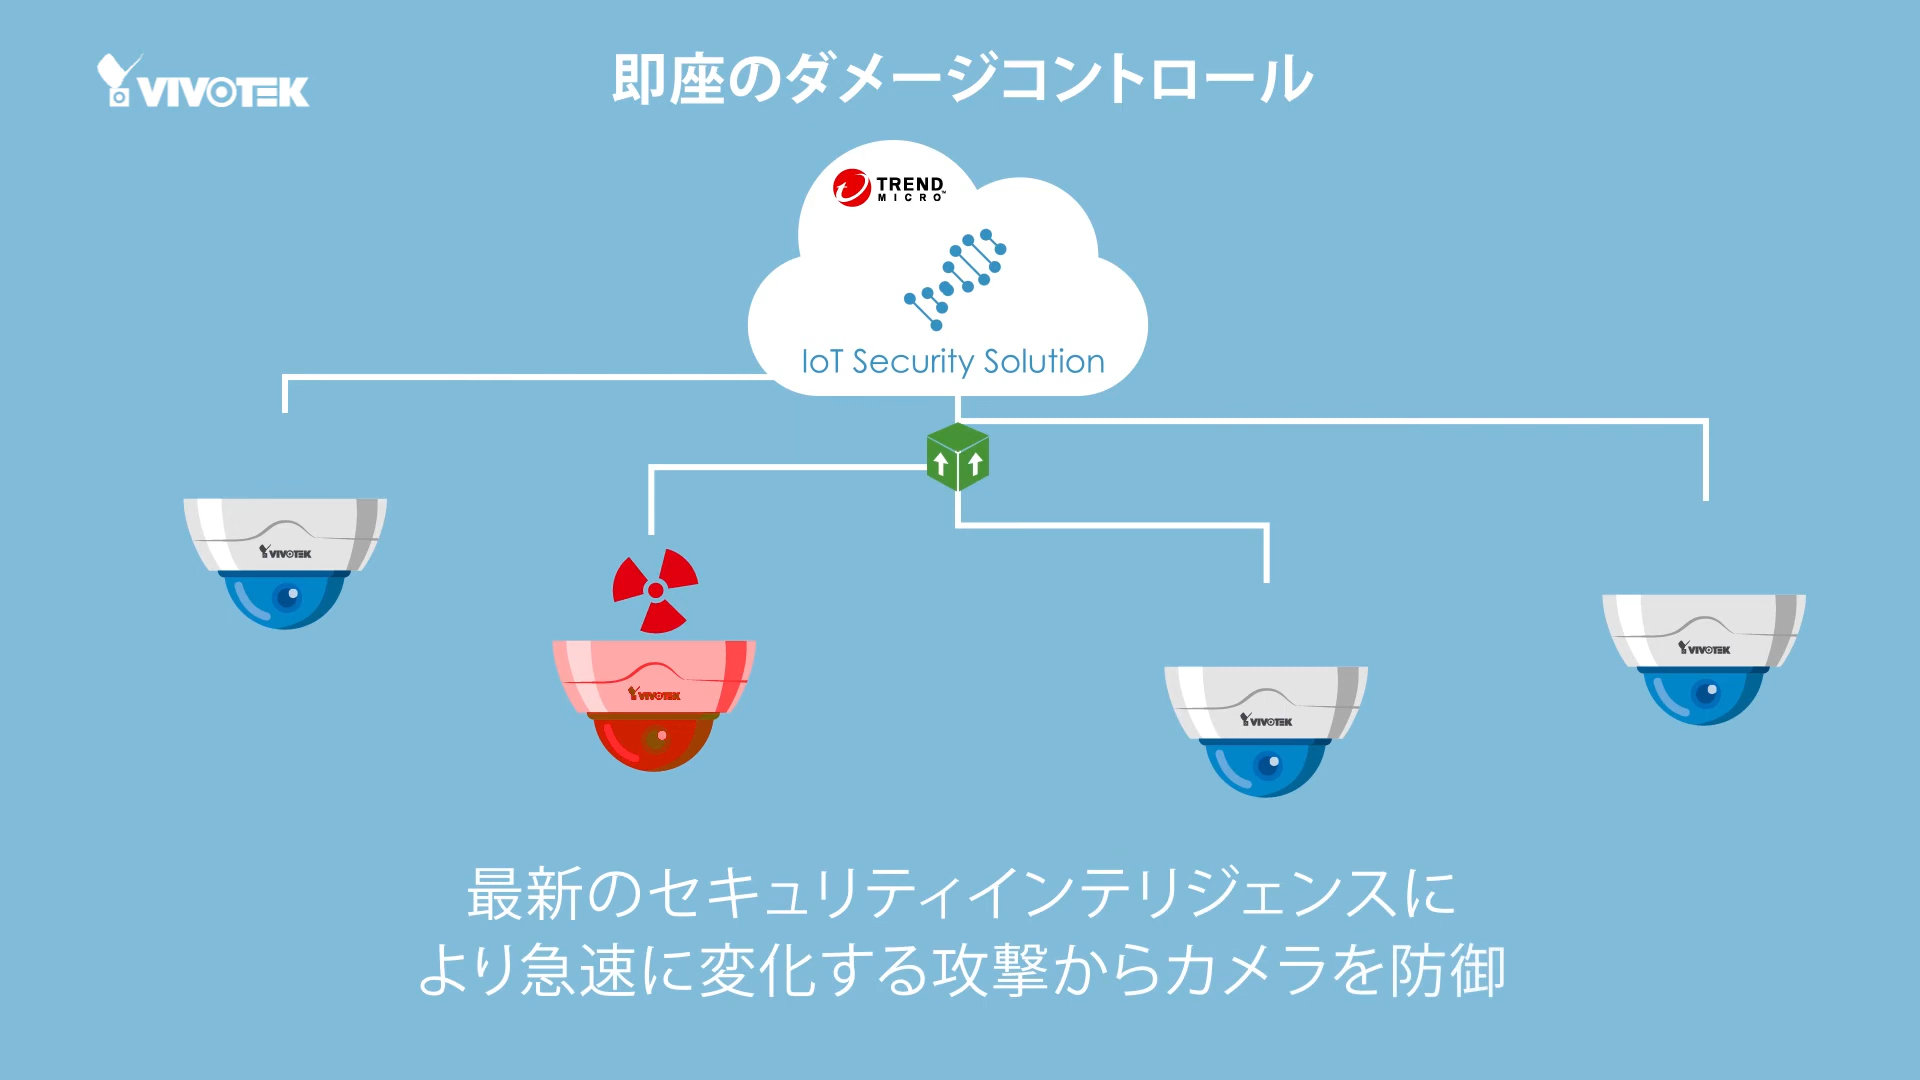 VIVOTEK
即座のダメージコントロール
TREND
MICRO
IoT Security Solution
VIVOTEK
VIVOTEK
VIVOTEK
VIVOTEK
最新のセキュリティインテリジェンスに
より急速に変化する攻撃からカメラを防御